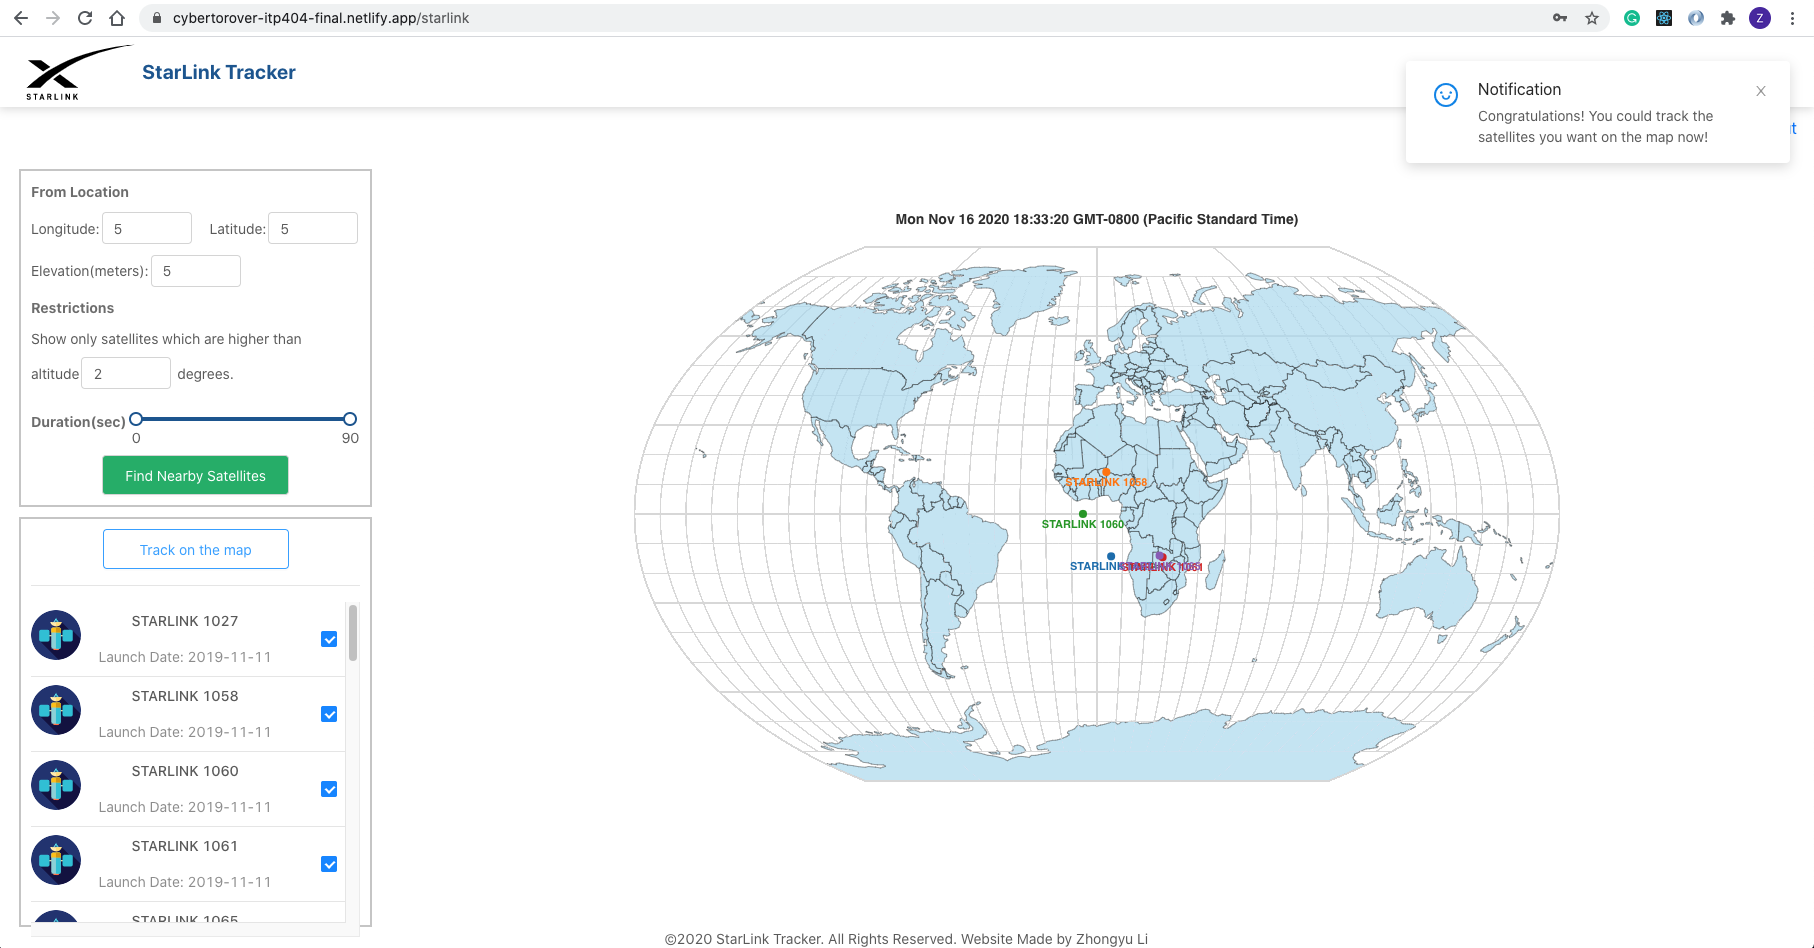 cybertorover-itp404-final.netlify.app/starlink
Z
STARLINK
StarLink Tracker
Notification
Congratulations! You could track the
satellites you want on the map now!
From Location
Longitude: 5 Latitude: 5
Elevation(meters): 5
Restrictions
Show only satellites which are higher than
altitude 2 degrees.
Duration(sec)
0 90
Find Nearby Satellites
Track on the map
STARLINK 1027
Launch Date: 2019-11-11
STARLINK 1058
Launch Date: 2019-11-11
STARLINK 1060
Launch Date: 2019-11-11
STARLINK 1061
Launch Date: 2019-11-11
STARLINK 1065
Mon Nov 16 2020 18:33:20 GMT-0800 (Pacific Standard Time)
STARLINK 1058
STARLINK 1060
STARLINK
STARLINK 1061
©2020 StarLink Tracker. All Rights Reserved. Website Made by Zhongyu Li